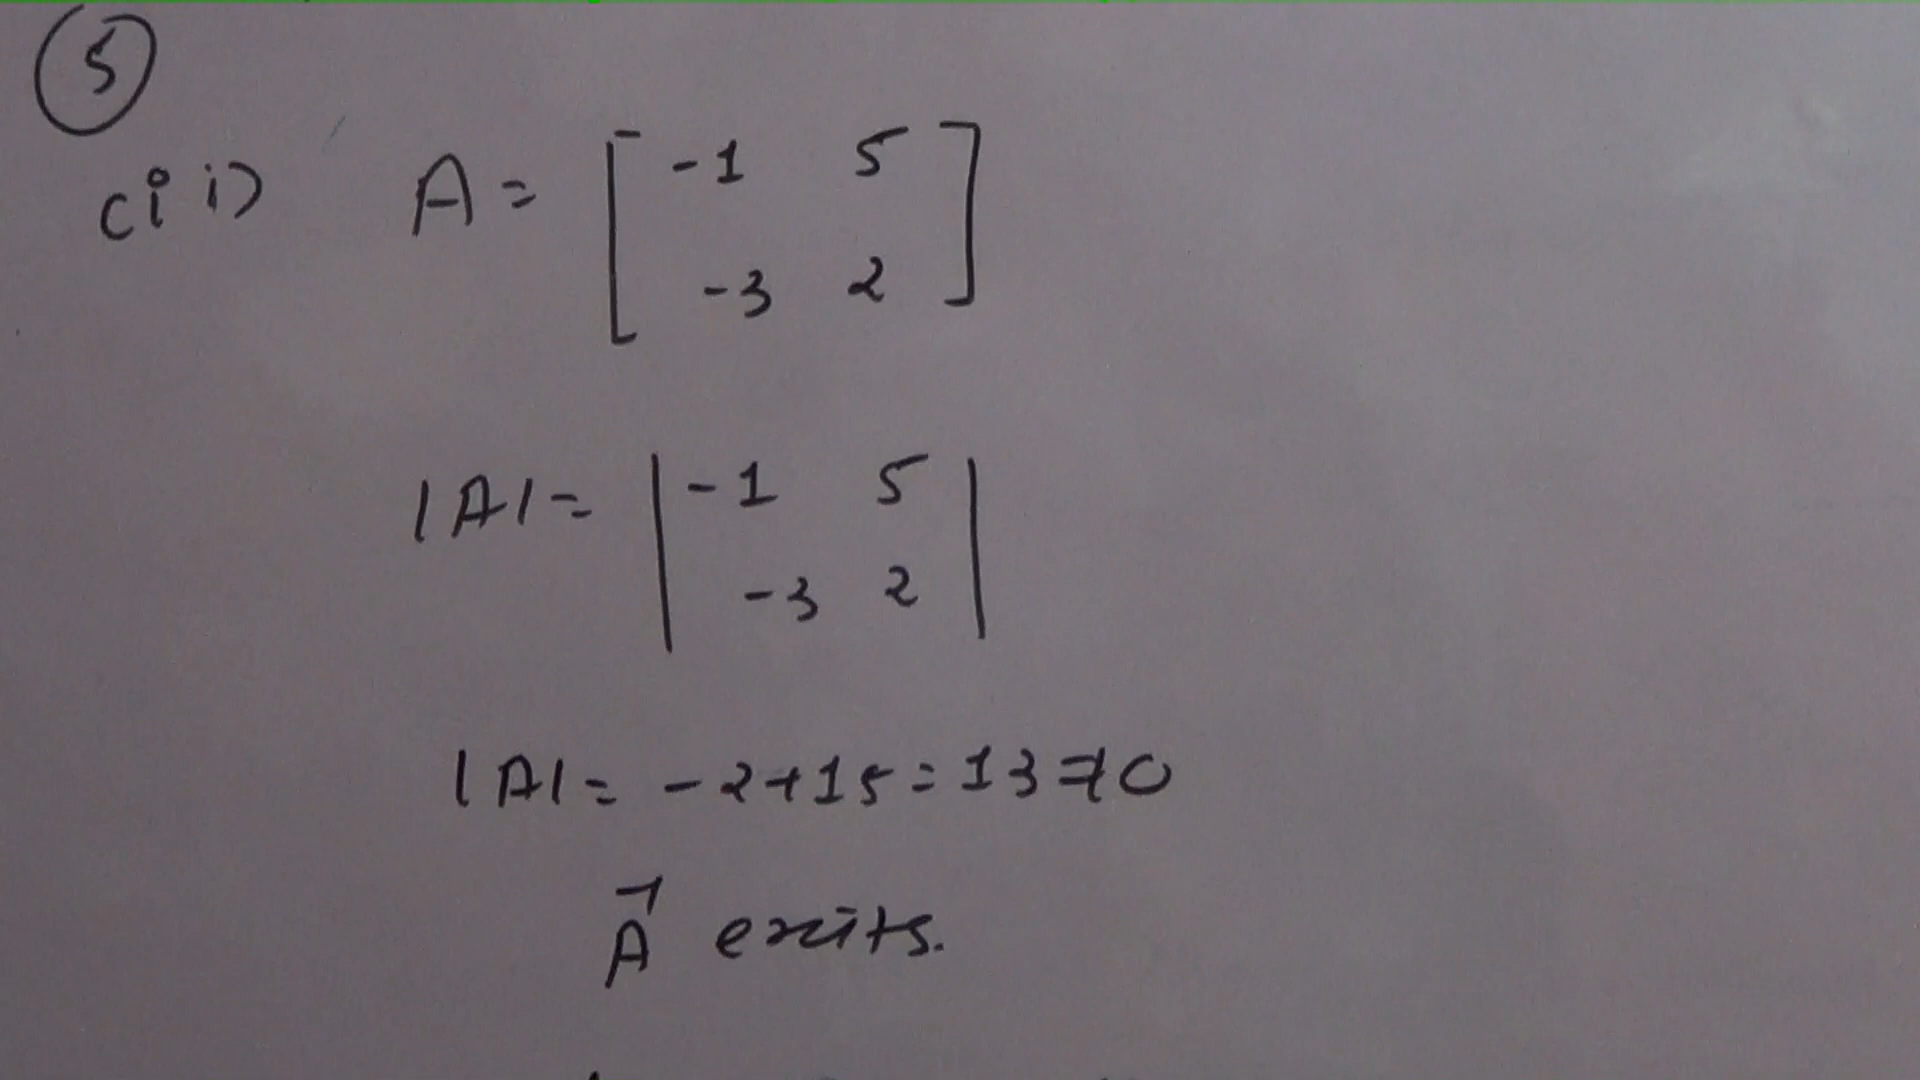 5
(ii) A = [ -1 5
-3 2 ]
|A| = | -1 5
-3 2 |
|A| = -2+15 = 13 ≠ 0
A⁻¹ exits.